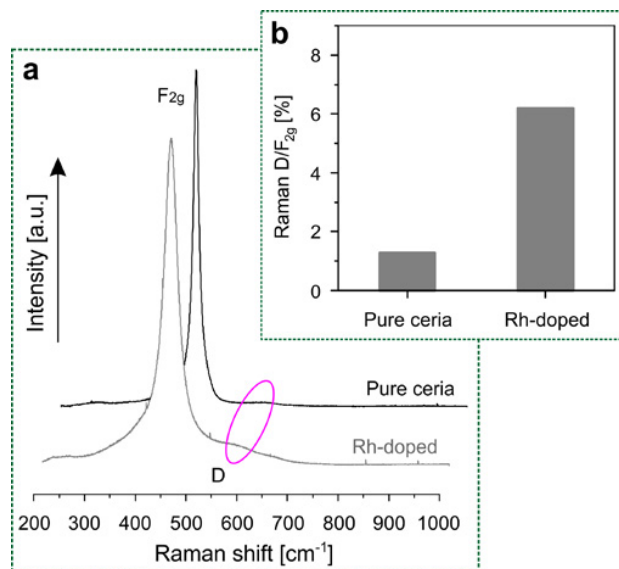 a
F2g
Intensity [a.u.]
Pure ceria
Rh-doped
D
200 300 400 500 600 700 800 900 1000
Raman shift [cm⁻¹]
b
Raman D/F₂g [%]
8
6
4
2
0
Pure ceria Rh-doped